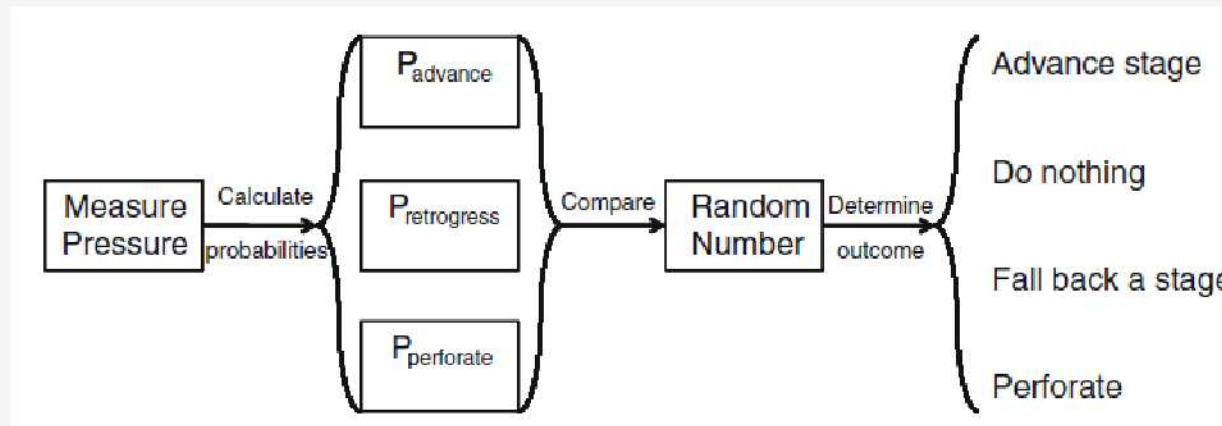 Measure
Pressure
Calculate
probabilities
Padvance
Pretrogress
Pperforate
Compare
Random
Number
Determine
outcome
Advance stage
Do nothing
Fall back a stage
Perforate